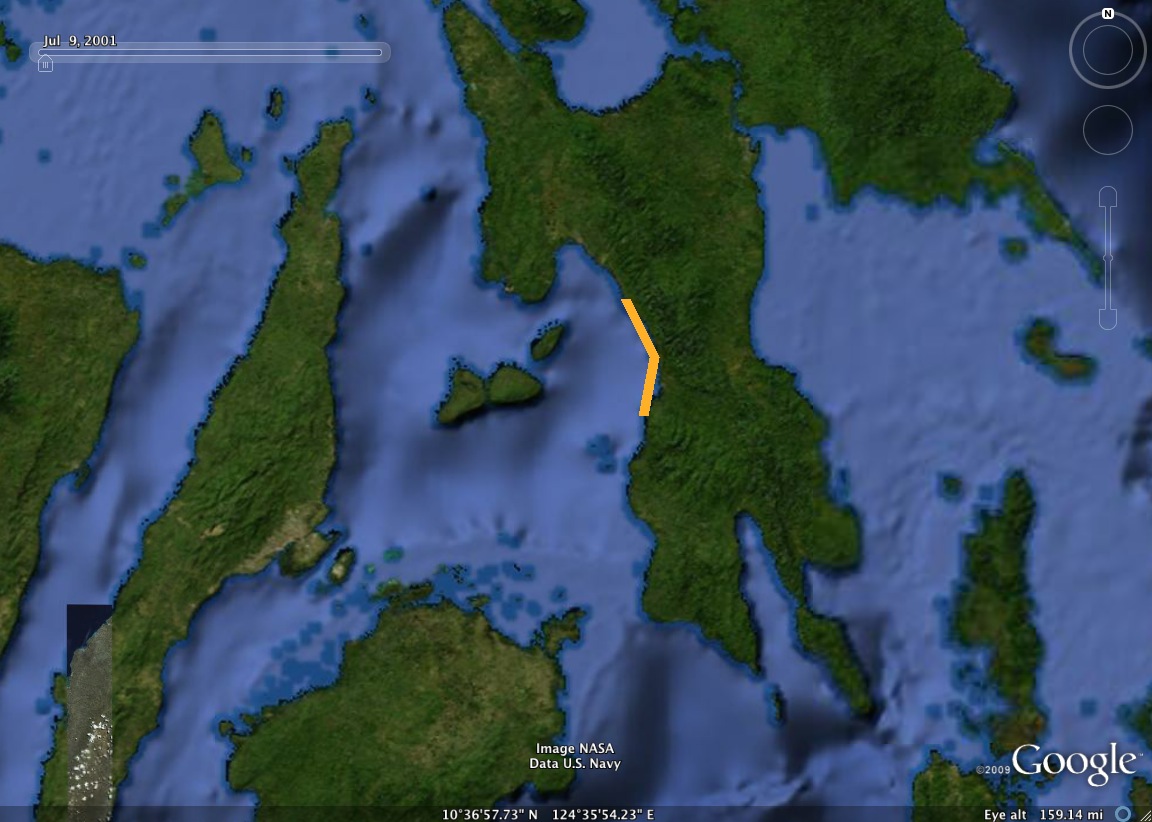 Jul 9, 2001
N
Image NASA
Data U.S. Navy
©2009 Google™
10°36'57.73" N 124°35'54.23" E
Eye alt 159.14 mi